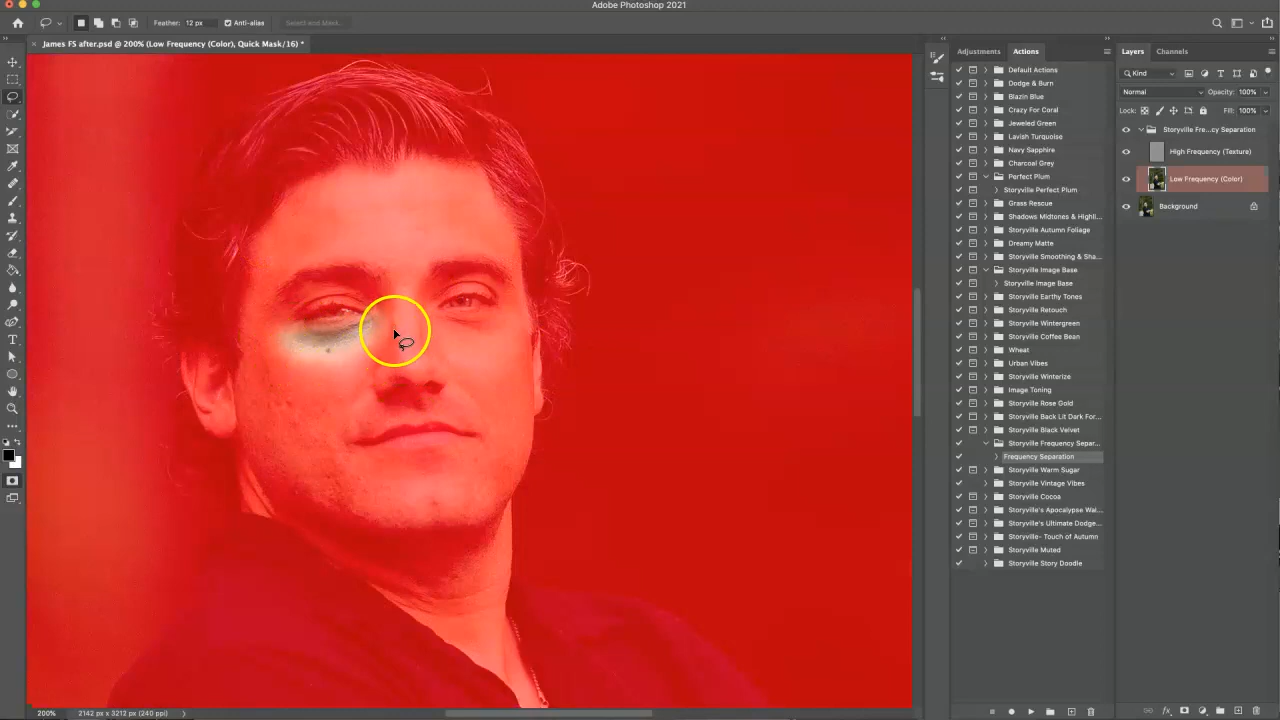 Adobe Photoshop 2021
Feather: 12 px
Anti-alias
Select and Mask...
James FS after.psd @ 200% (Low Frequency (Color), Quick Mask/16) *
Adjustments
Actions
Default Actions
Dodge & Burn
Blazin Blue
Crazy For Coral
Jeweled Green
Lavish Turquoise
Navy Sapphire
Charcoal Grey
Perfect Plum
Storyville Perfect Plum
Grass Rescue
Shadows Midtones & Highli...
Storyville Autumn Foliage
Dreamy Matte
Storyville Smoothing & Sha...
Storyville Image Base
Storyville Image Base
Storyville Earthy Tones
Storyville Retouch
Storyville Wintergreen
Storyville Coffee Bean
Wheat
Urban Vibes
Storyville Winterize
Image Toning
Storyville Rose Gold
Storyville Back Lit Dark For...
Storyville Black Velvet
Storyville Frequency Separ...
Frequency Separation
Storyville Warm Sugar
Storyville Vintage Vibes
Storyville Cocoa
Storyville's Apocalypse Wal...
Storyville's Ultimate Dodge...
Storyville- Touch of Autumn
Storyville Muted
Storyville Story Doodle
Layers
Channels
Kind
Normal
Opacity: 100%
Lock:
Fill: 100%
Storyville Fre...cy Separation
High Frequency (Texture)
Low Frequency (Color)
Background
200%
2142 px x 3212 px (240 ppi)